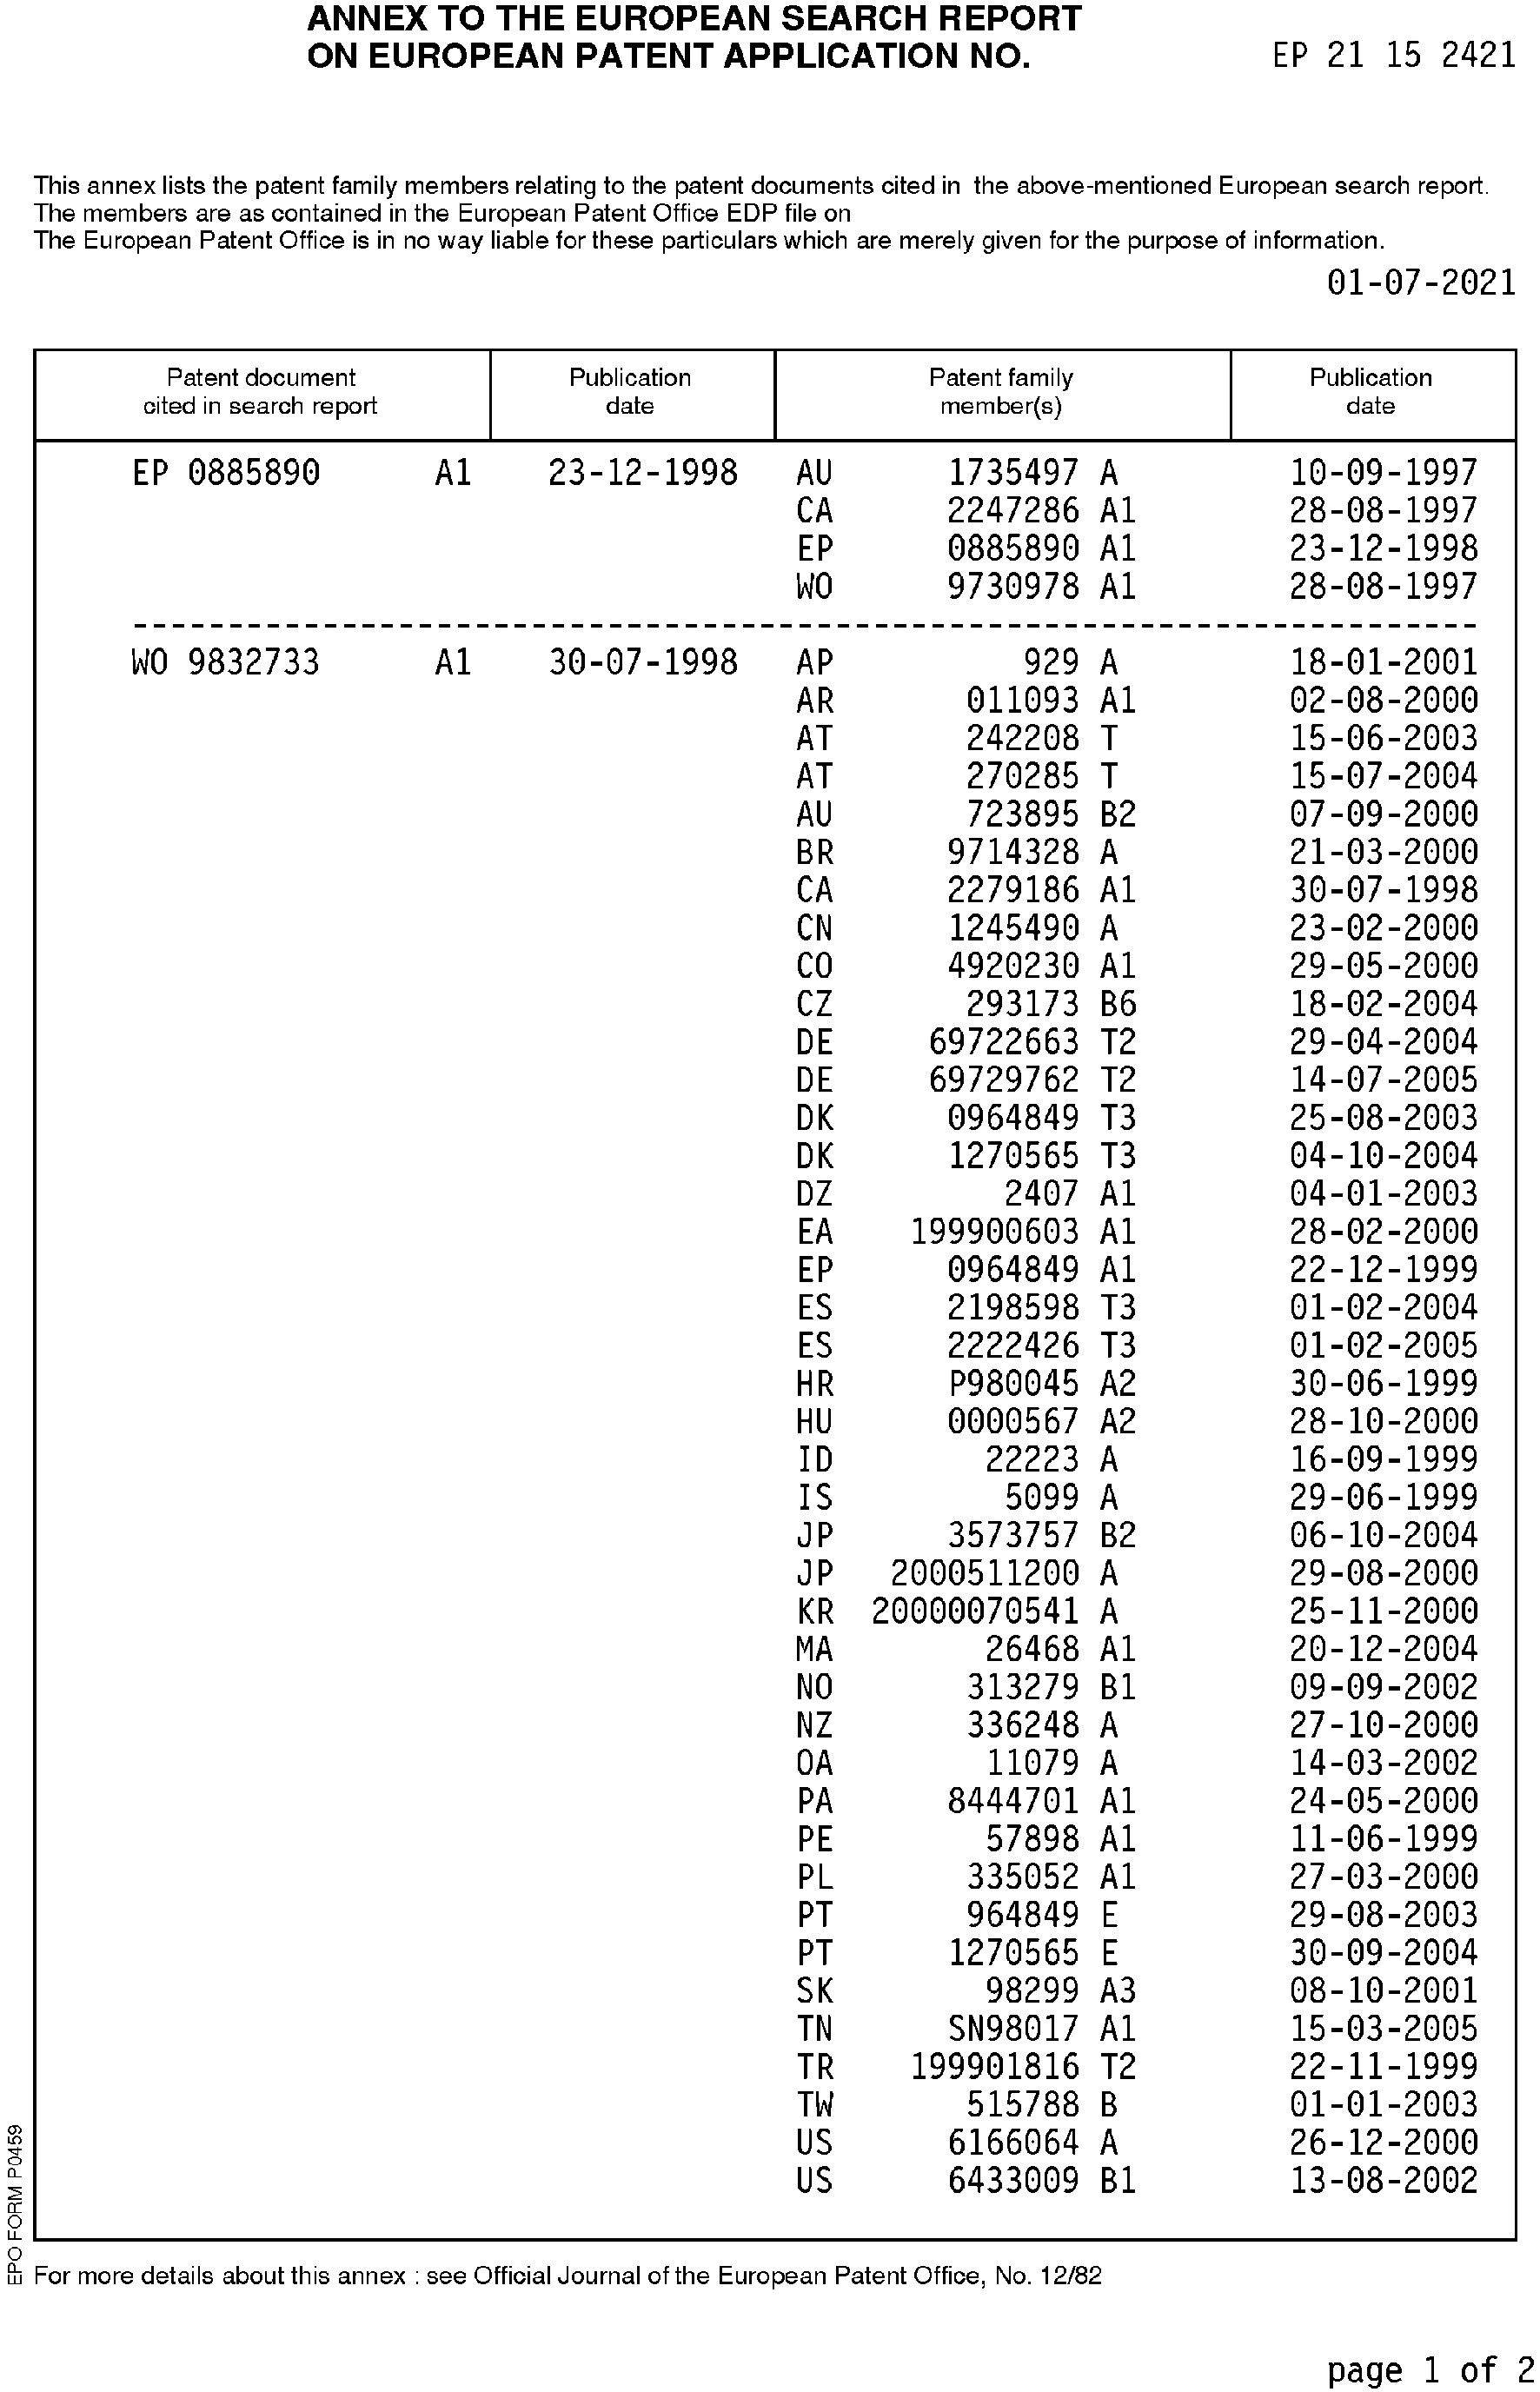 ANNEX TO THE EUROPEAN SEARCH REPORT
ON EUROPEAN PATENT APPLICATION NO. EP 21 15 2421
This annex lists the patent family members relating to the patent documents cited in the above-mentioned European search report.
The members are as contained in the European Patent Office EDP file on
The European Patent Office is in no way liable for these particulars which are merely given for the purpose of information.
01-07-2021
Patent document Publication Patent family Publication
cited in search report date member(s) date
EP 0885890 A1 23-12-1998 AU 1735497 A 10-09-1997
CA 2247286 A1 28-08-1997
EP 0885890 A1 23-12-1998
WO 9730978 A1 28-08-1997
WO 9832733 A1 30-07-1998 AP 929 A 18-01-2001
AR 011093 A1 02-08-2000
AT 242208 T 15-06-2003
AT 270285 T 15-07-2004
AU 723895 B2 07-09-2000
BR 9714328 A 21-03-2000
CA 2279186 A1 30-07-1998
CN 1245490 A 23-02-2000
CO 4920230 A1 29-05-2000
CZ 293173 B6 18-02-2004
DE 69722663 T2 29-04-2004
DE 69729762 T2 14-07-2005
DK 0964849 T3 25-08-2003
DK 1270565 T3 04-10-2004
DZ 2407 A1 04-01-2003
EA 199900603 A1 28-02-2000
EP 0964849 A1 22-12-1999
ES 2198598 T3 01-02-2004
ES 2222426 T3 01-02-2005
HR P980045 A2 30-06-1999
HU 0000567 A2 28-10-2000
ID 22223 A 16-09-1999
IS 5099 A 29-06-1999
JP 3573757 B2 06-10-2004
JP 2000511200 A 29-08-2000
KR 20000070541 A 25-11-2000
MA 26468 A1 20-12-2004
NO 313279 B1 09-09-2002
NZ 336248 A 27-10-2000
OA 11079 A 14-03-2002
PA 8444701 A1 24-05-2000
PE 57898 A1 11-06-1999
PL 335052 A1 27-03-2000
PT 964849 E 29-08-2003
PT 1270565 E 30-09-2004
SK 98299 A3 08-10-2001
TN SN98017 A1 15-03-2005
TR 199901816 T2 22-11-1999
TW 515788 B 01-01-2003
US 6166064 A 26-12-2000
US 6433009 B1 13-08-2002
EPO FORM P0459
For more details about this annex : see Official Journal of the European Patent Office, No. 12/82
page 1 of 2